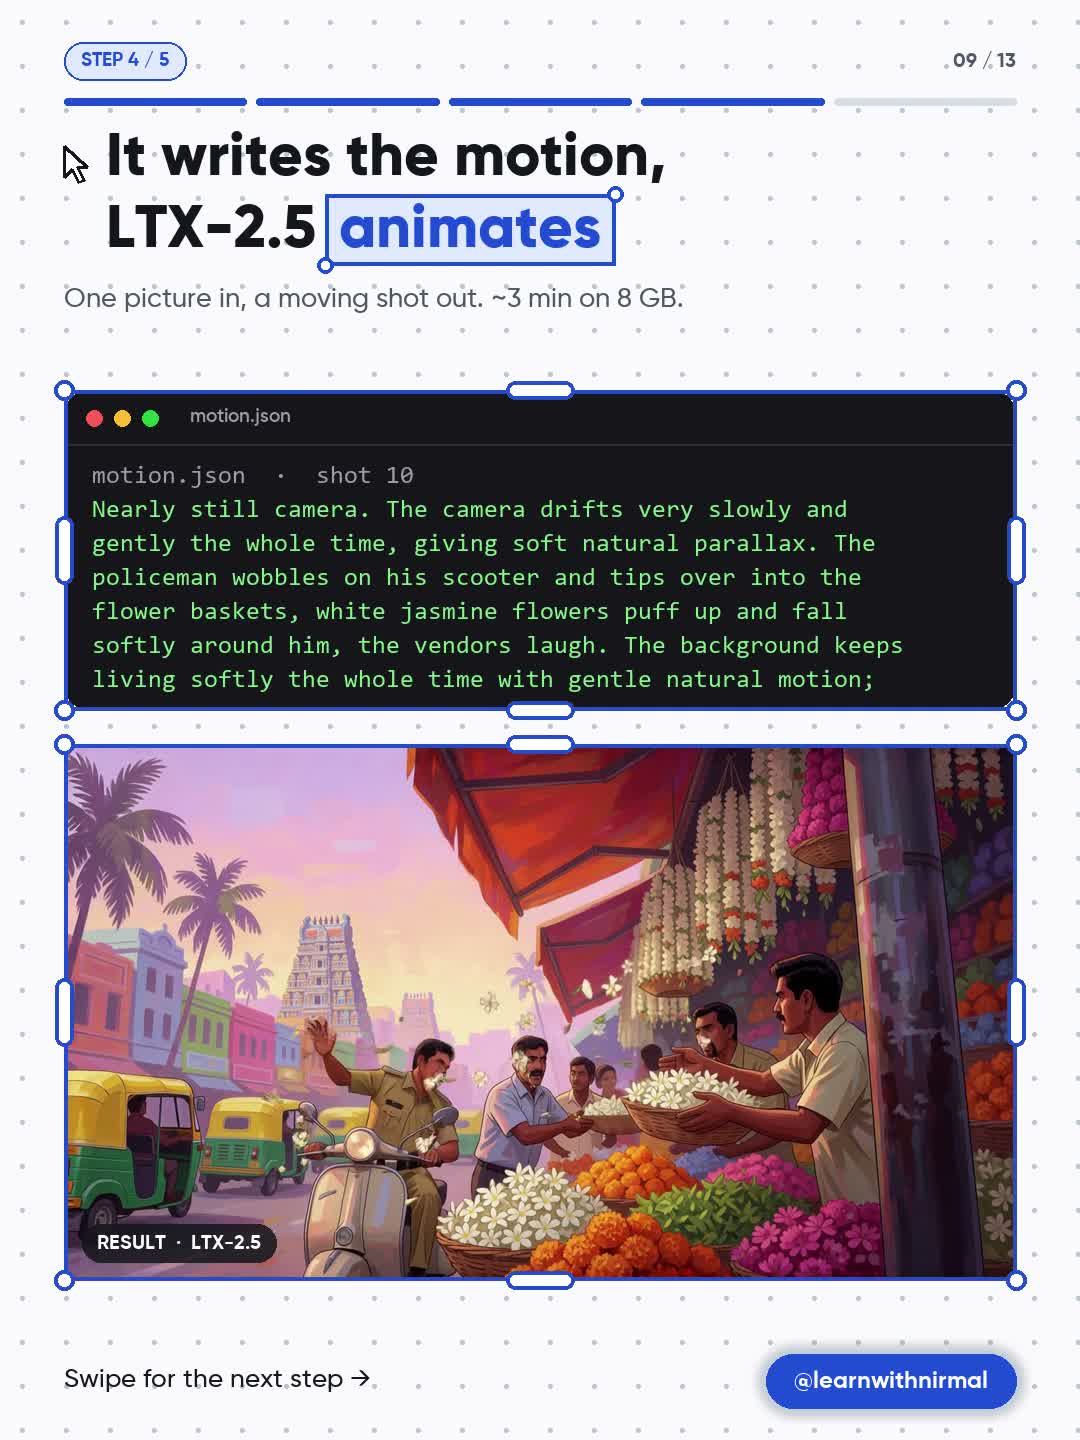 STEP 4 / 5
09 / 13
It writes the motion,
LTX-2.5 animates
One picture in, a moving shot out. ~3 min on 8 GB.
motion.json
motion.json · shot 10
Nearly still camera. The camera drifts very slowly and
gently the whole time, giving soft natural parallax. The
policeman wobbles on his scooter and tips over into the
flower baskets, white jasmine flowers puff up and fall
softly around him, the vendors laugh. The background keeps
living softly the whole time with gentle natural motion;
RESULT · LTX-2.5
Swipe for the next step →
@learnwithnirmal